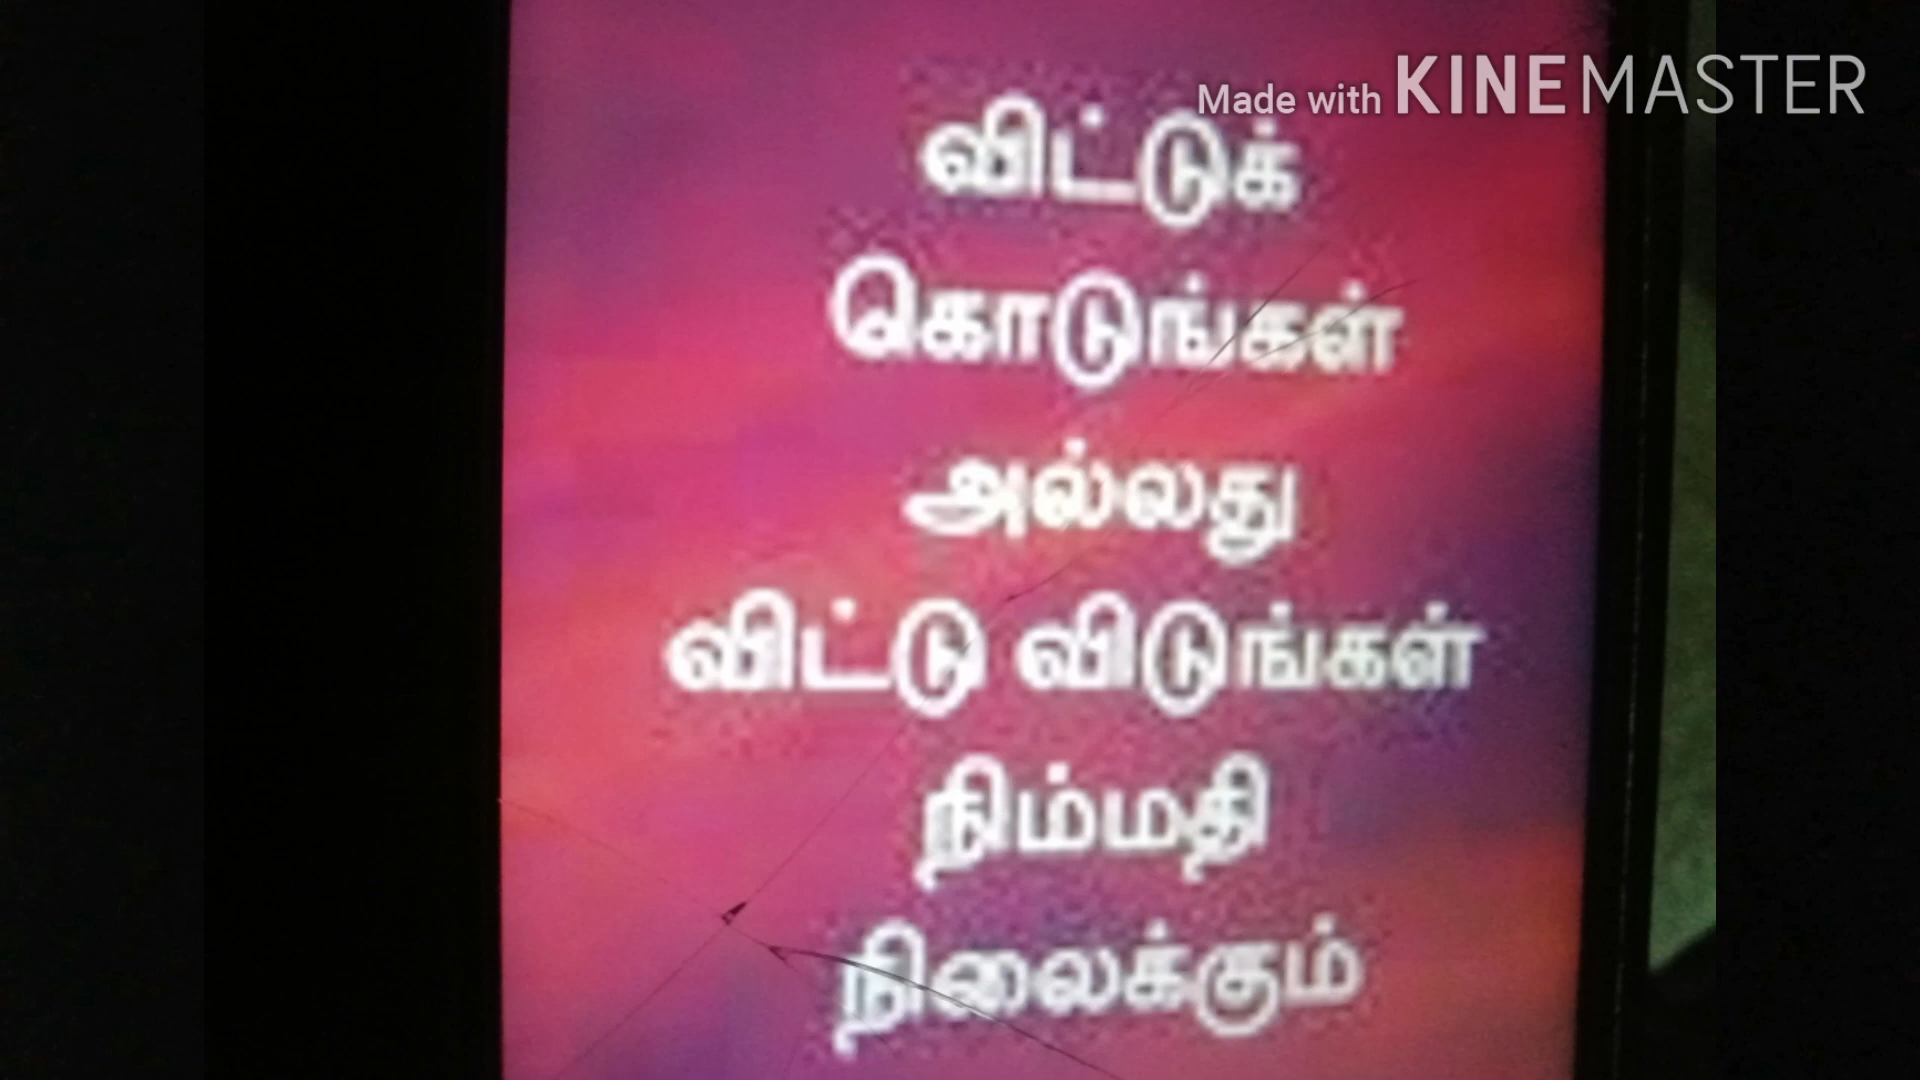 Made with KINEMASTER
விட்டுக்
கொடுங்கள்
அல்லது
விட்டு விடுங்கள்
நிம்மதி
நிலைக்கும்